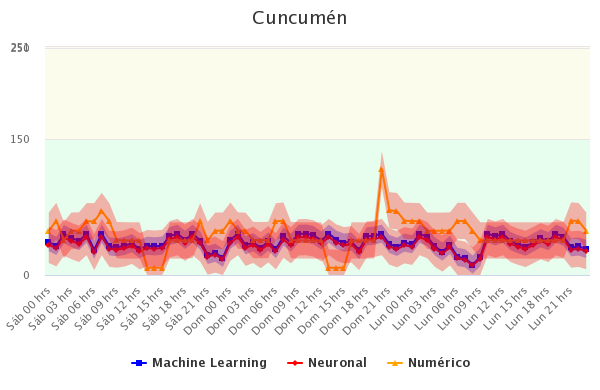 Cuncumén
150
0
Sáb 00 hrs
Sáb 03 hrs
Sáb 06 hrs
Sáb 09 hrs
Sáb 12 hrs
Sáb 15 hrs
Sáb 18 hrs
Sáb 21 hrs
Dom 00 hrs
Dom 03 hrs
Dom 06 hrs
Dom 09 hrs
Dom 12 hrs
Dom 15 hrs
Dom 18 hrs
Dom 21 hrs
Lun 00 hrs
Lun 03 hrs
Lun 06 hrs
Lun 09 hrs
Lun 12 hrs
Lun 15 hrs
Lun 18 hrs
Lun 21 hrs
Machine Learning Neuronal Numérico